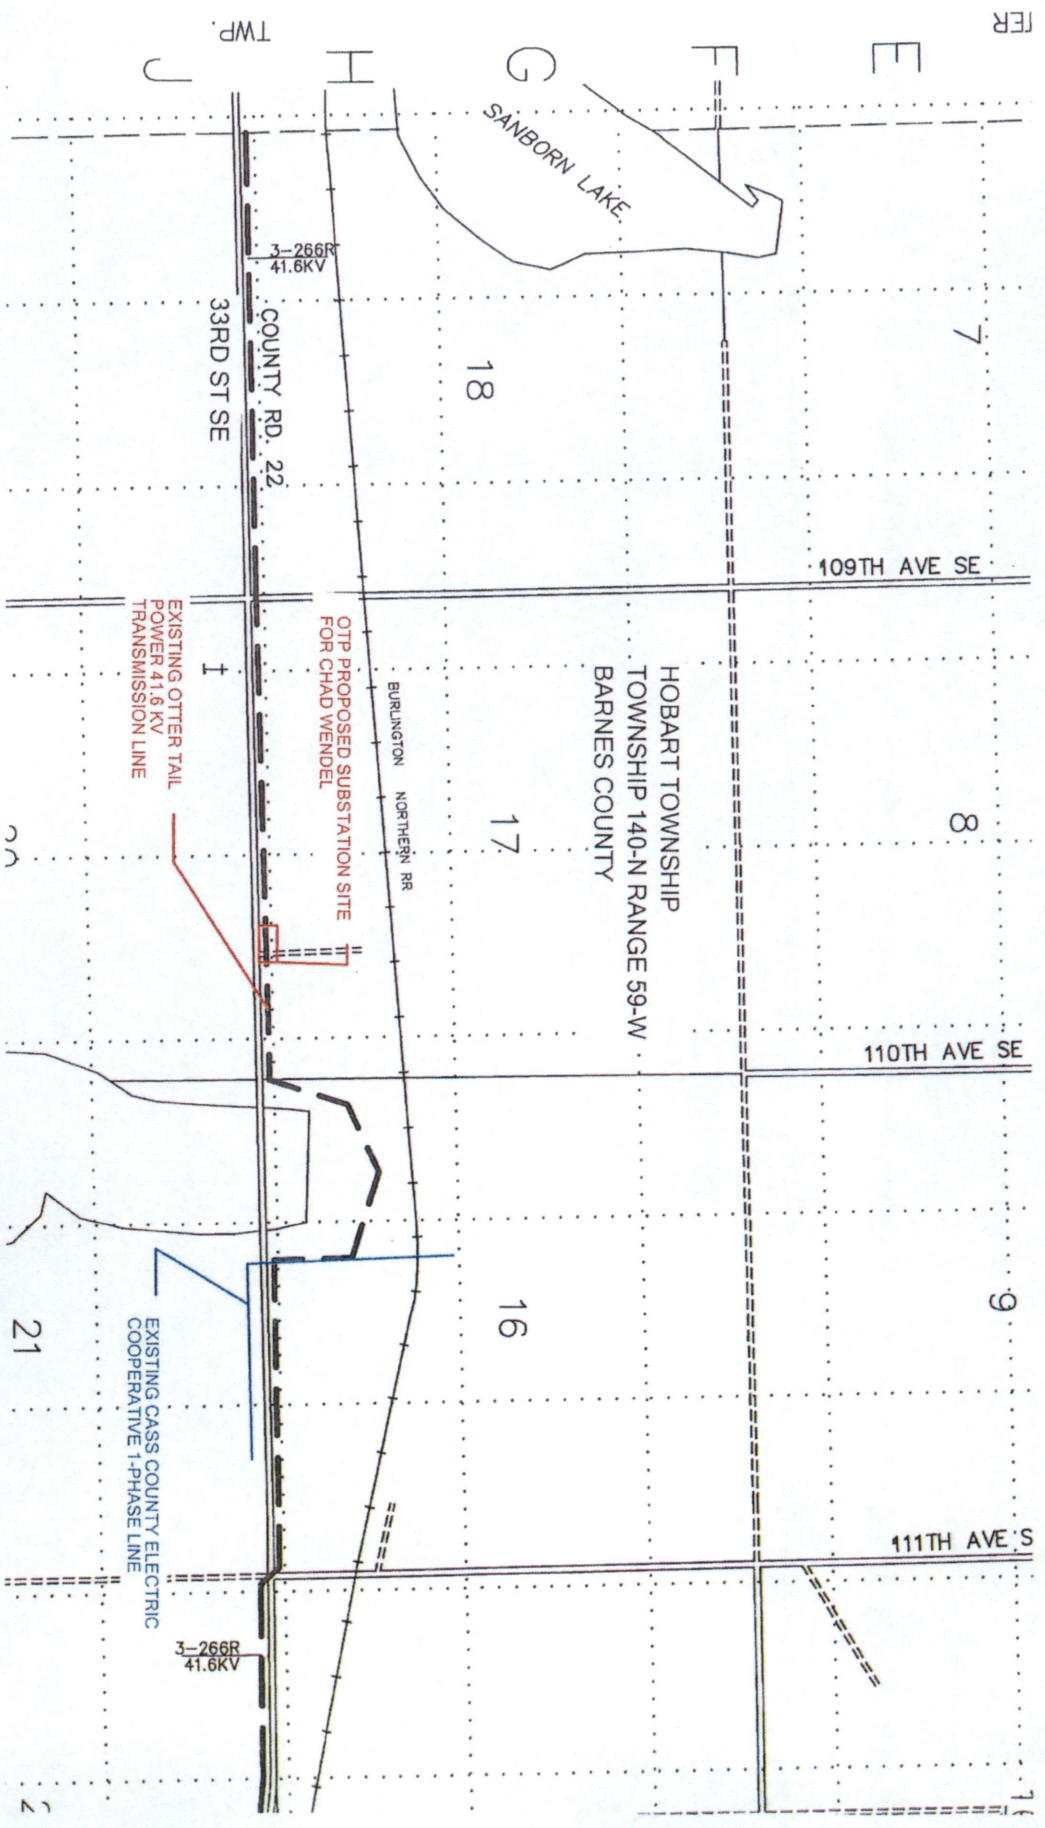 TWP.
J
H
G
F
E
SANBORN LAKE
3-266R
41.6KV
COUNTY RD. 22
33RD ST SE
18
7
109TH AVE SE
HOBART TOWNSHIP
TOWNSHIP 140-N RANGE 59-W
BARNES COUNTY
BURLINGTON NORTHERN RR
OTP PROPOSED SUBSTATION SITE
FOR CHAD WENDEL
EXISTING OTTER TAIL
POWER 41.6 KV
TRANSMISSION LINE
I
17
8
110TH AVE SE
16
9
21
EXISTING CASS COUNTY ELECTRIC
COOPERATIVE 1-PHASE LINE
111TH AVE S
3-266R
41.6KV